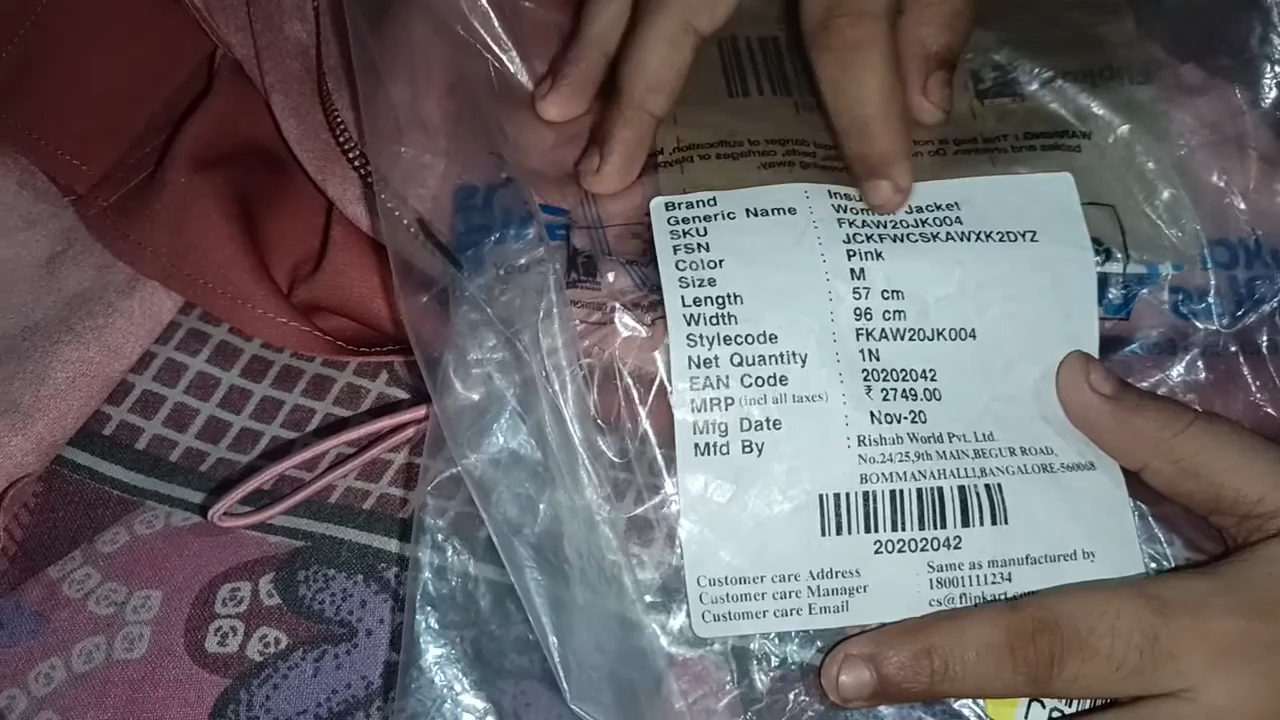 Brand :
Generic Name : Women Jacket
SKU : FKAW20JK004
FSN : JCKFWCSKAWXK2DYZ
Color : Pink
Size : M
Length : 57 cm
Width : 96 cm
Stylecode : FKAW20JK004
Net Quantity : 1N
EAN Code : 20202042
MRP (incl all taxes) : ₹ 2749.00
Mfg Date : Nov-20
Mfd By : Rishab World Pvt. Ltd.
No.24/25,9th MAIN,BEGUR ROAD,
BOMMANAHALLI,BANGALORE-560068
20202042
Customer care Address : Same as manufactured by
Customer care Manager : 18001111234
Customer care Email